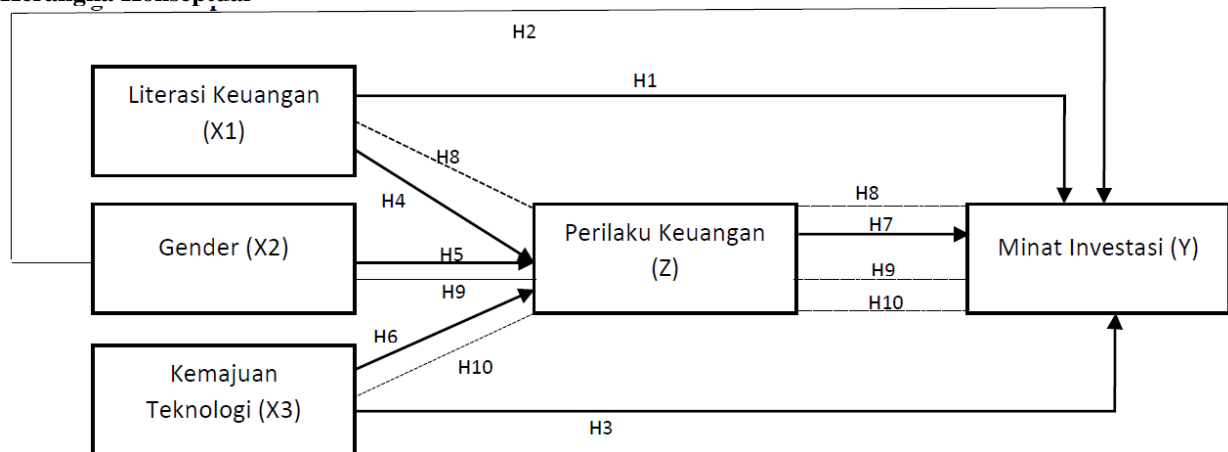 H2
H1
Literasi Keuangan
(X1)
H8
H4
H8
Perilaku Keuangan
(Z)
H7
Gender (X2)
Minat Investasi (Y)
H5
H9
H9
H10
H6
H10
Kemajuan
Teknologi (X3)
H3